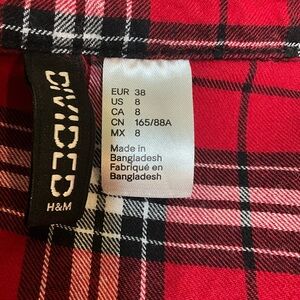 DIVIDED
H&M
EUR 38
US 8
CA 8
CN 165/88A
MX 8
Made in
Bangladesh
Fabriqué en
Bangladesh